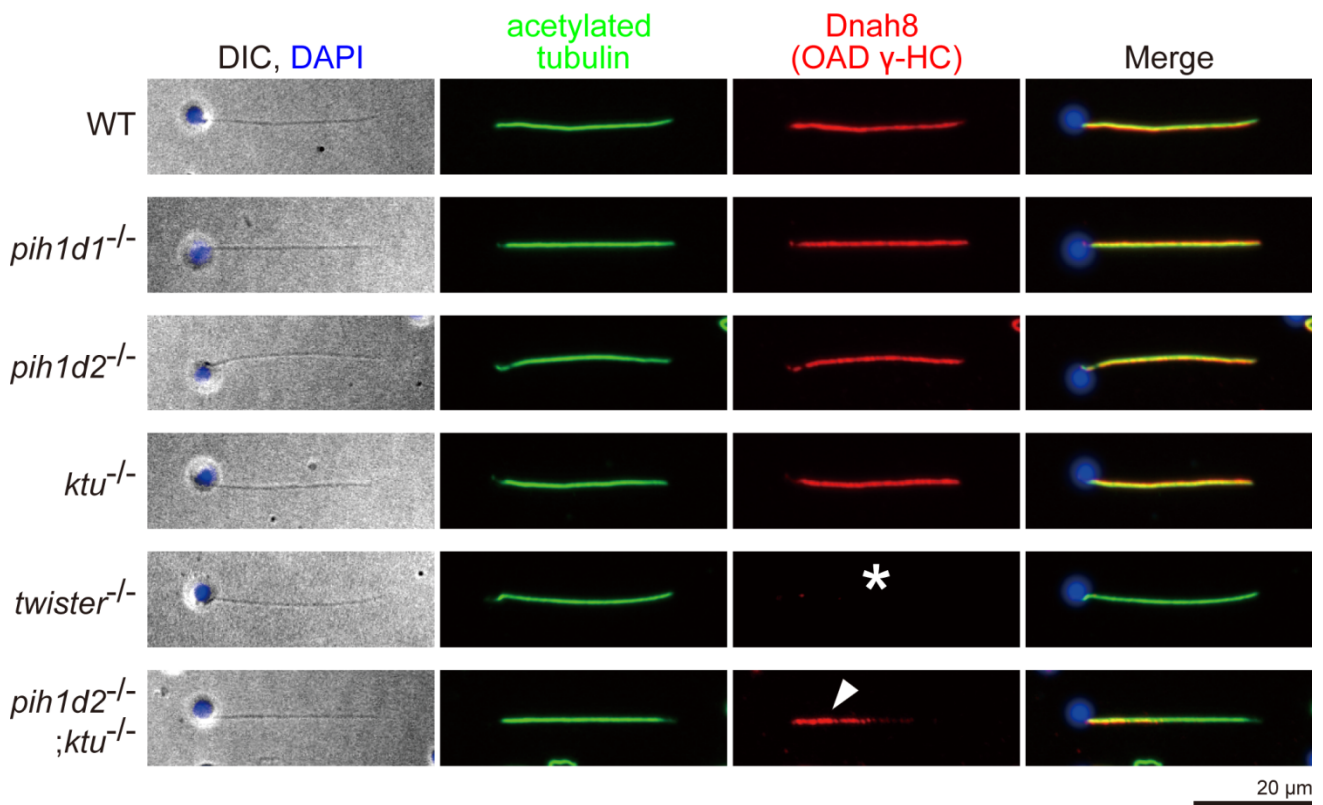 DIC, DAPI
acetylated
tubulin
Dnah8
(OAD γ-HC)
Merge
WT
pih1d1-/-
pih1d2-/-
ktu-/-
twister-/-
*
pih1d2-/-
;ktu-/-
20 μm